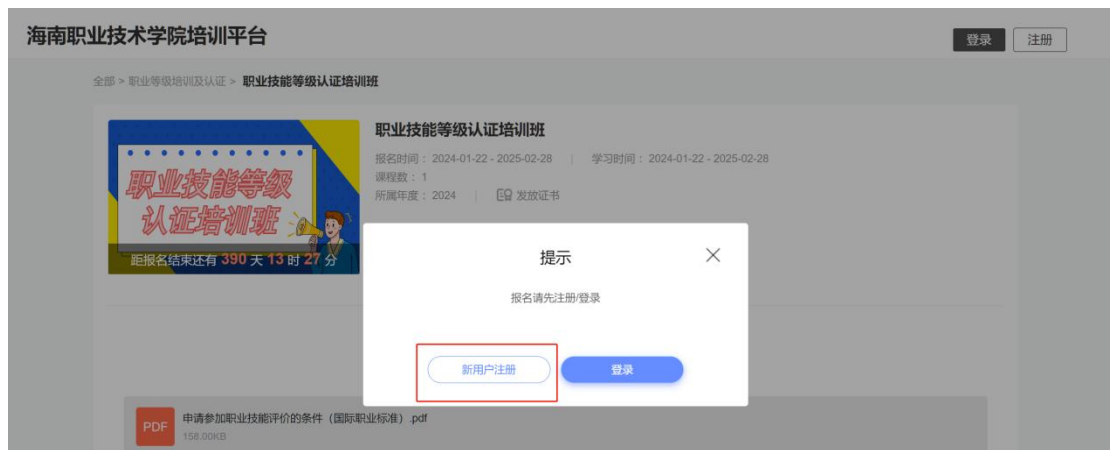 海南职业技术学院培训平台
登录 注册
全部 > 职业等级培训及认证 > 职业技能等级认证培训班
职业技能等级
认证培训班
距报名结束还有 390 天 13 时 27 分
职业技能等级认证培训班
报名时间： 2024-01-22 - 2025-02-28 | 学习时间： 2024-01-22 - 2025-02-28
课程数： 1
所属年度： 2024 | 发放证书
提示
报名请先注册/登录
新用户注册 登录
PDF
申请参加职业技能评价的条件（国际职业标准）.pdf
158.00KB